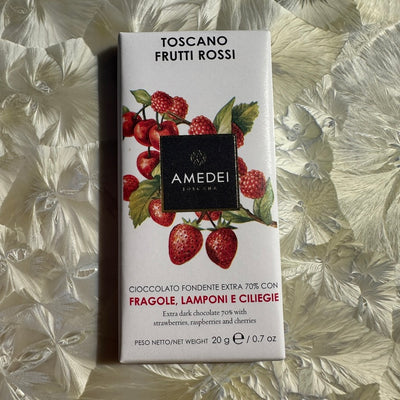 TOSCANO
FRUTTI ROSSI
AMEDEI
TOSCANA
CIOCCOLATO FONDENTE EXTRA 70% CON
FRAGOLE, LAMPONI E CILIEGIE
Extra dark chocolate 70% with
strawberries, raspberries and cherries
PESO NETTO/NET WEIGHT 20 g ℮ / 0.7 oz